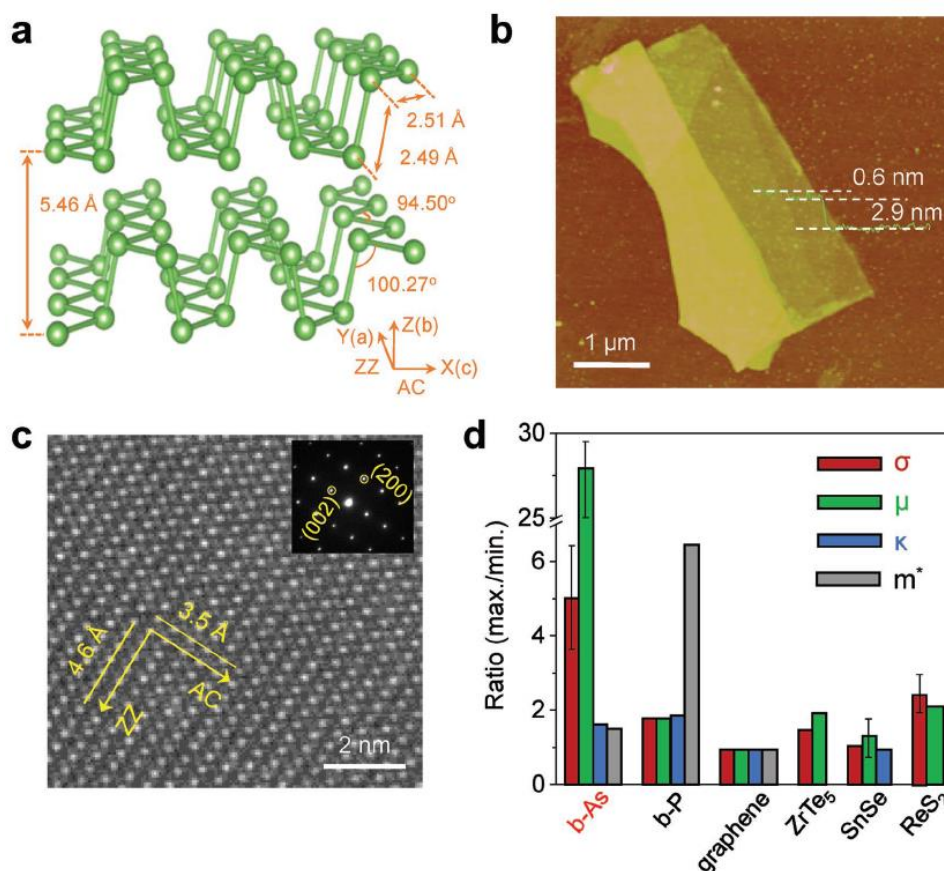 a
2.51 Å
2.49 Å
5.46 Å
94.50°
100.27°
Z(b)
Y(a)
ZZ
X(c)
AC
b
0.6 nm
2.9 nm
1 μm
c
(002)
(200)
4.6 Å
3.5 Å
ZZ
AC
2 nm
d
Ratio (max./min.)
30
25
6
4
2
0
σ
μ
κ
m*
b-As
b-P
graphene
ZrTe₅
SnSe
ReS₂